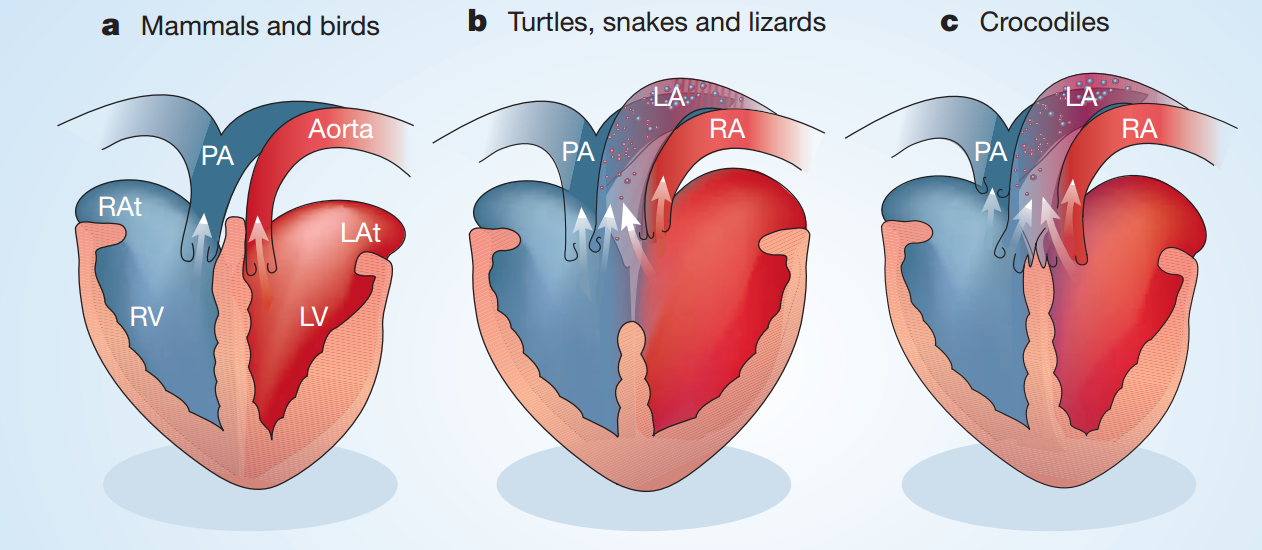 a Mammals and birds
PA
Aorta
RAt
LAt
RV
LV
b Turtles, snakes and lizards
LA
PA
RA
c Crocodiles
LA
PA
RA